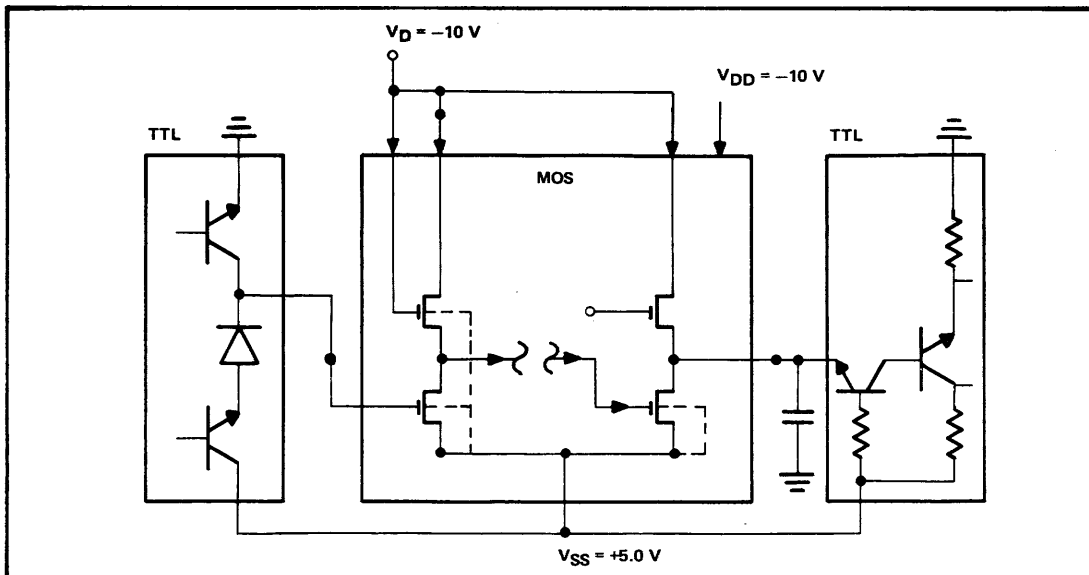 V_D = −10 V
V_DD = −10 V
TTL
MOS
TTL
V_SS = +5.0 V